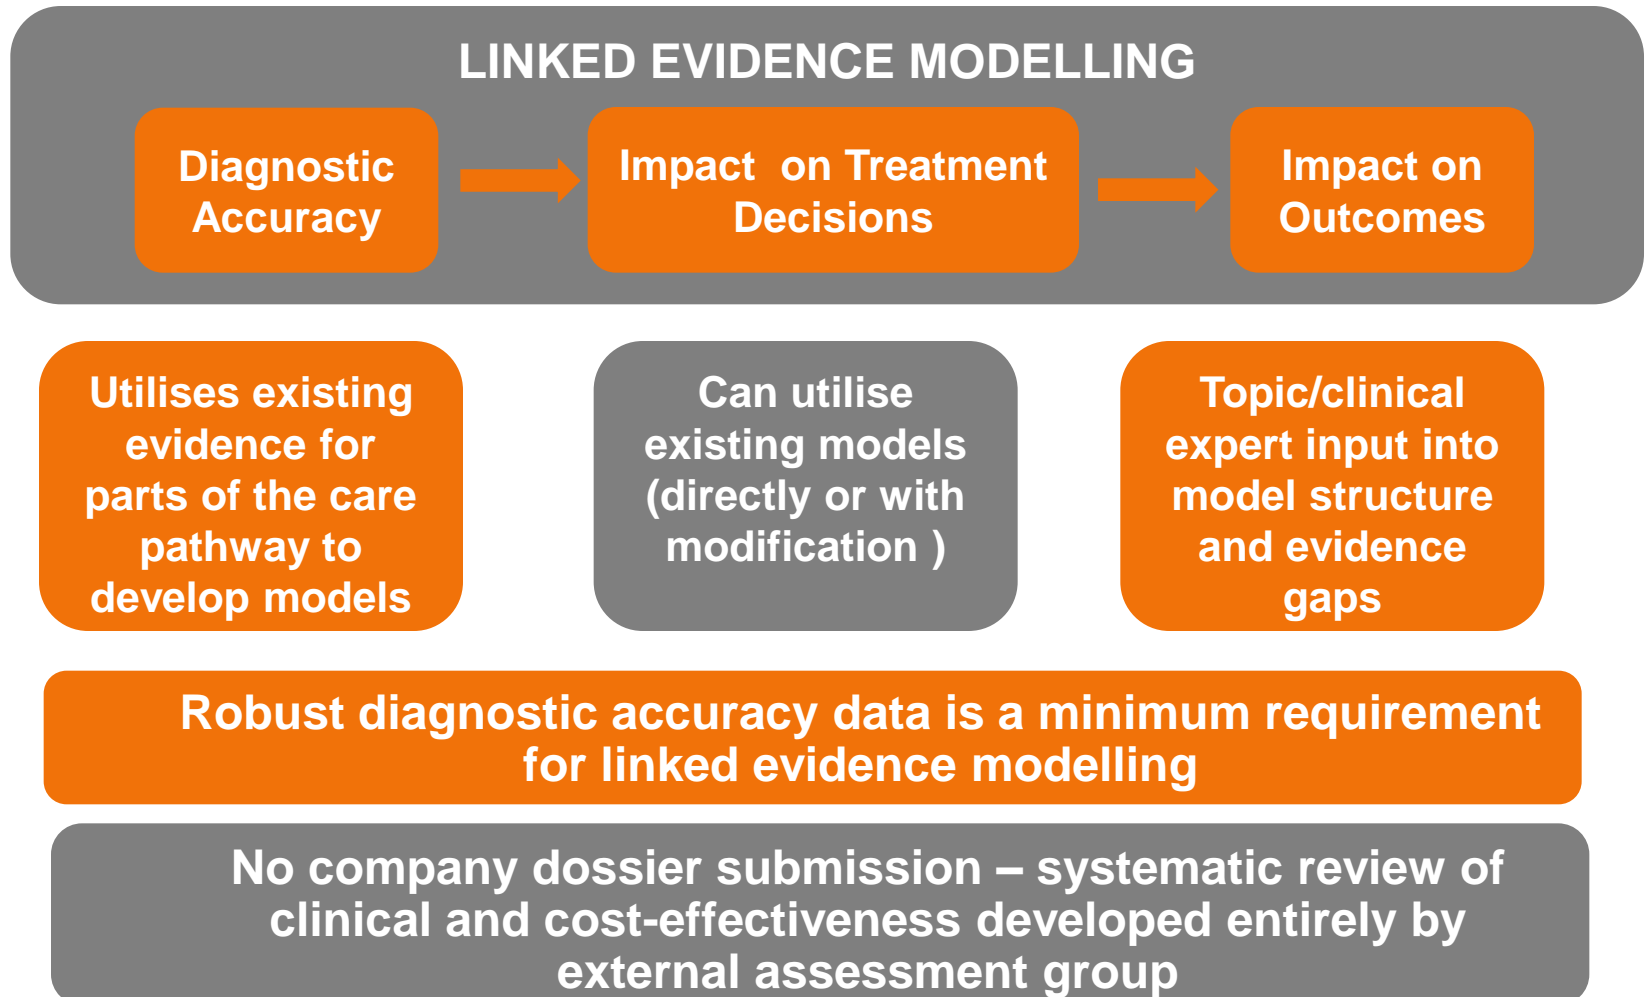 LINKED EVIDENCE MODELLING
Diagnostic
Accuracy
Impact  on Treatment
Decisions
Impact on
Outcomes
Utilises existing
evidence for
parts of the care
pathway to
develop models
Can utilise
existing models
(directly or with
modification )
Topic/clinical
expert input into
model structure
and evidence
gaps
Robust diagnostic accuracy data is a minimum requirement
for linked evidence modelling
No company dossier submission – systematic review of
clinical and cost-effectiveness developed entirely by
external assessment group